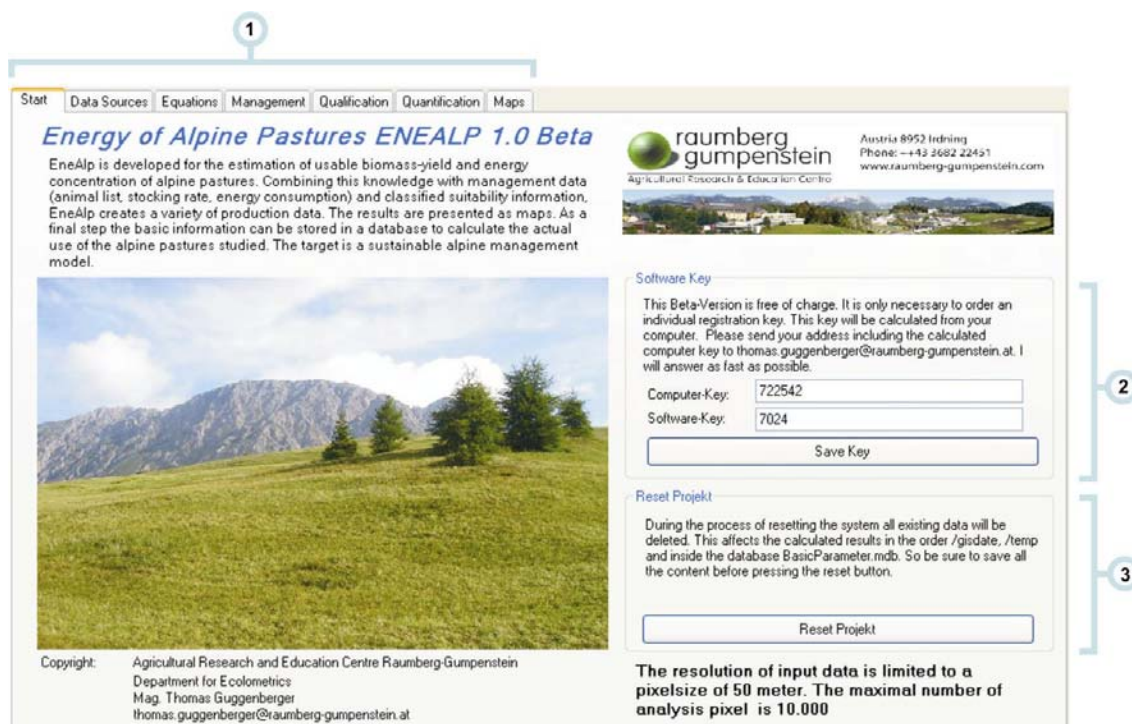 1
Start Data Sources Equations Management Qualification Quantification Maps
Energy of Alpine Pastures ENEALP 1.0 Beta
EneAlp is developed for the estimation of usable biomass-yield and energy
concentration of alpine pastures. Combining this knowledge with management data
(animal list, stocking rate, energy consumption) and classified suitability information,
EneAlp creates a variety of production data. The results are presented as maps. As a
final step the basic information can be stored in a database to calculate the actual
use of the alpine pastures studied. The target is a sustainable alpine management
model.
raumberg
gumpenstein
Agricultural Research & Education Centre
Austria 8952 Irdning
Phone: ~+43 3682 22451
www.raumberg-gumpenstein.com
Software Key
This Beta-Version is free of charge. It is only necessary to order an
individual registration key. This key will be calculated from your
computer. Please send your address including the calculated
computer key to thomas.guggenberger@raumberg-gumpenstein.at. I
will answer as fast as possible.
Computer-Key: 722542
Software-Key: 7024
Save Key
2
Reset Projekt
During the process of resetting the system all existing data will be
deleted. This affects the calculated results in the order /gisdate, /temp
and inside the database BasicParameter.mdb. So be sure to save all
the content before pressing the reset button.
Reset Projekt
3
Copyright: Agricultural Research and Education Centre Raumberg-Gumpenstein
Department for Ecolometrics
Mag. Thomas Guggenberger
thomas.guggenberger@raumberg-gumpenstein.at
The resolution of input data is limited to a
pixelsize of 50 meter. The maximal number of
analysis pixel is 10.000